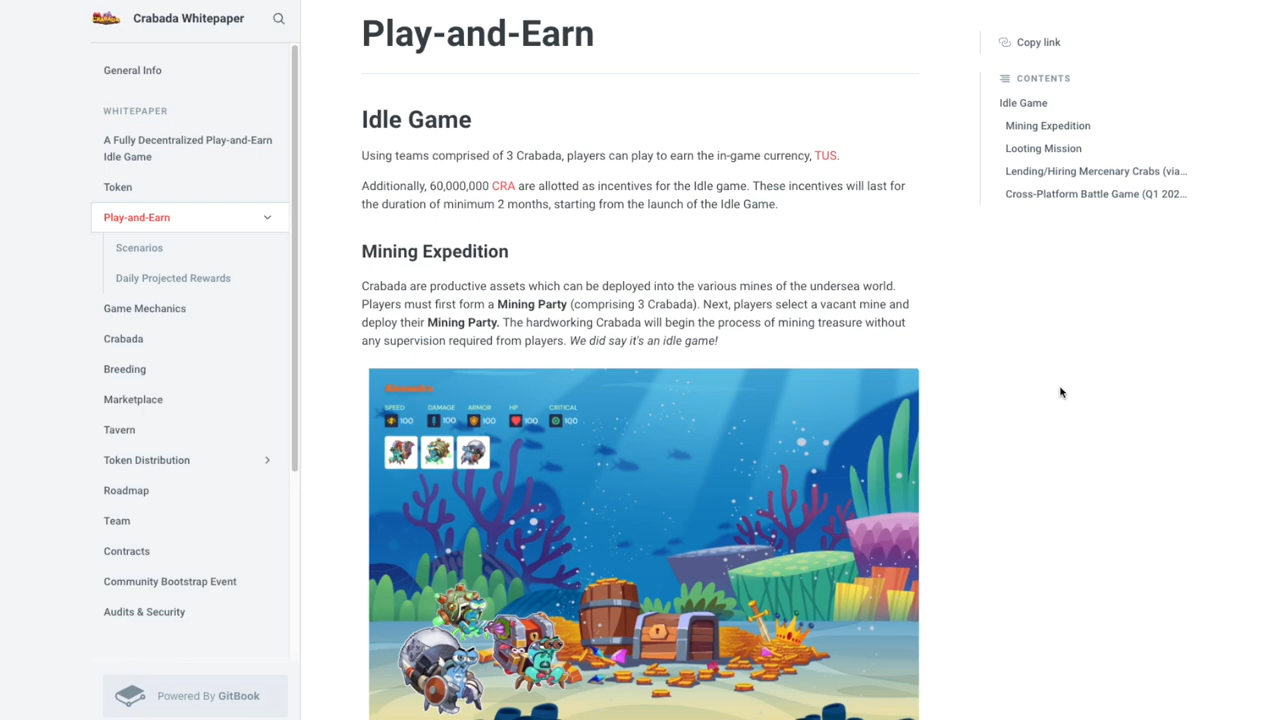 Crabada Whitepaper
General Info
WHITEPAPER
A Fully Decentralized Play-and-Earn
Idle Game
Token
Play-and-Earn
Scenarios
Daily Projected Rewards
Game Mechanics
Crabada
Breeding
Marketplace
Tavern
Token Distribution
Roadmap
Team
Contracts
Community Bootstrap Event
Audits & Security
Powered By GitBook
Play-and-Earn
Idle Game
Using teams comprised of 3 Crabada, players can play to earn the in-game currency, TUS.
Additionally, 60,000,000 CRA are allotted as incentives for the Idle game. These incentives will last for
the duration of minimum 2 months, starting from the launch of the Idle Game.
Mining Expedition
Crabada are productive assets which can be deployed into the various mines of the undersea world.
Players must first form a Mining Party (comprising 3 Crabada). Next, players select a vacant mine and
deploy their Mining Party. The hardworking Crabada will begin the process of mining treasure without
any supervision required from players. We did say it's an idle game!
SPEED DAMAGE ARMOR HP CRITICAL
100 100 100 100 100
Copy link
CONTENTS
Idle Game
Mining Expedition
Looting Mission
Lending/Hiring Mercenary Crabs (via...
Cross-Platform Battle Game (Q1 202...